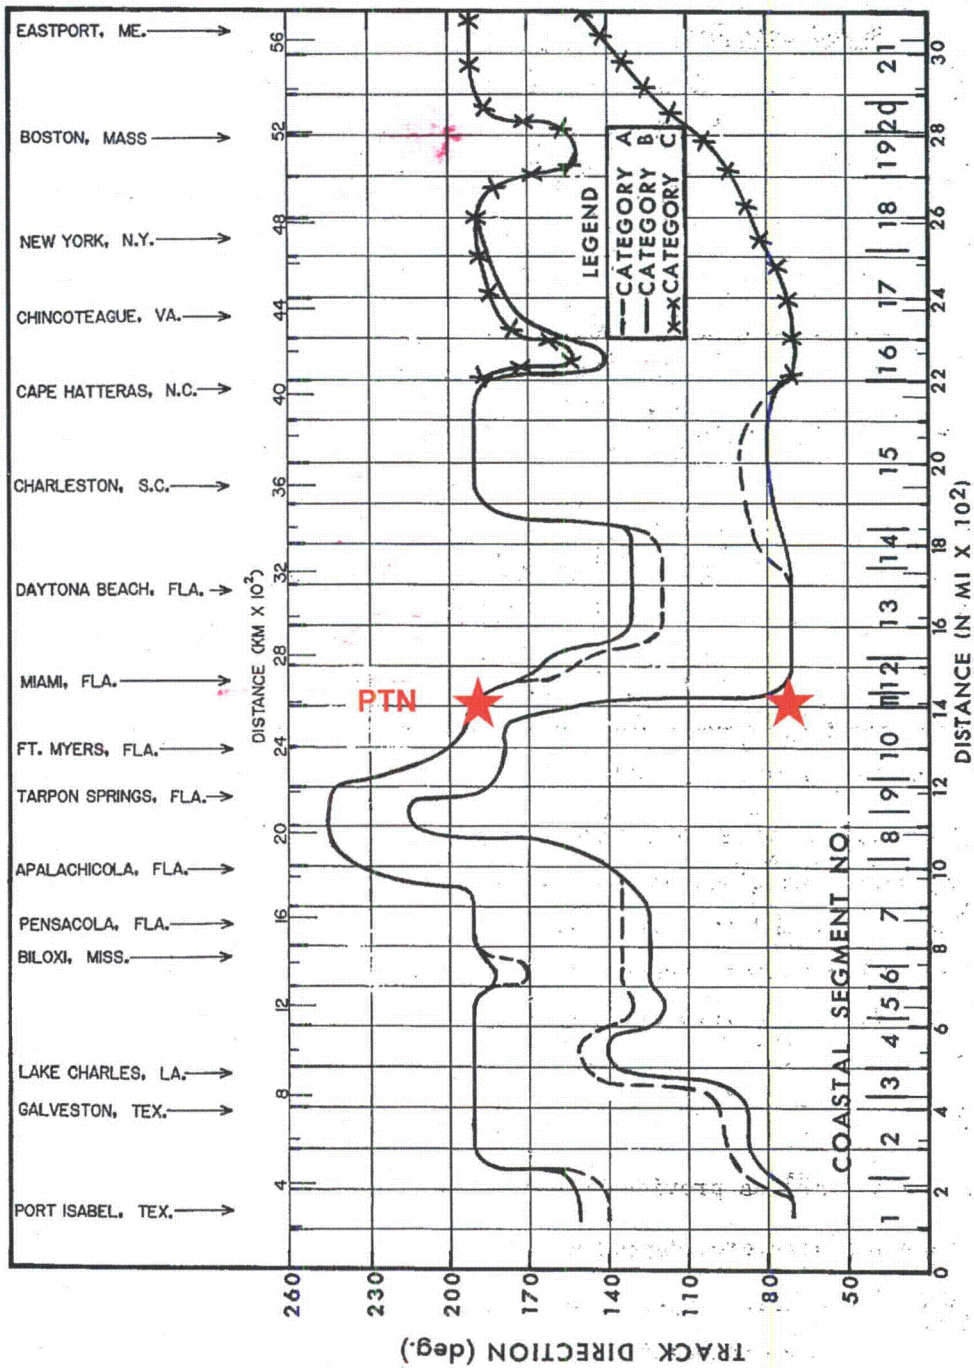 EASTPORT, ME.
BOSTON, MASS
NEW YORK, N.Y.
CHINCOTEAGUE, VA.
CAPE HATTERAS, N.C.
CHARLESTON, S.C.
DAYTONA BEACH, FLA.
MIAMI, FLA.
FT. MYERS, FLA.
TARPON SPRINGS, FLA.
APALACHICOLA, FLA.
PENSACOLA, FLA.
BILOXI, MISS.
LAKE CHARLES, LA.
GALVESTON, TEX.
PORT ISABEL, TEX.
DISTANCE (KM X 10²)
4 8 12 16 20 24 28 32 36 40 44 48 52 56
PTN
LEGEND
CATEGORY A
CATEGORY B
CATEGORY C
COASTAL SEGMENT NO
1 2 3 4 5 6 7 8 9 10 11 12 13 14 15 16 17 18 19 20 21
0 2 4 6 8 10 12 14 16 18 20 22 24 26 28 30
DISTANCE (N MI X 10²)
260 230 200 170 140 110 80 50
TRACK DIRECTION (deg.)